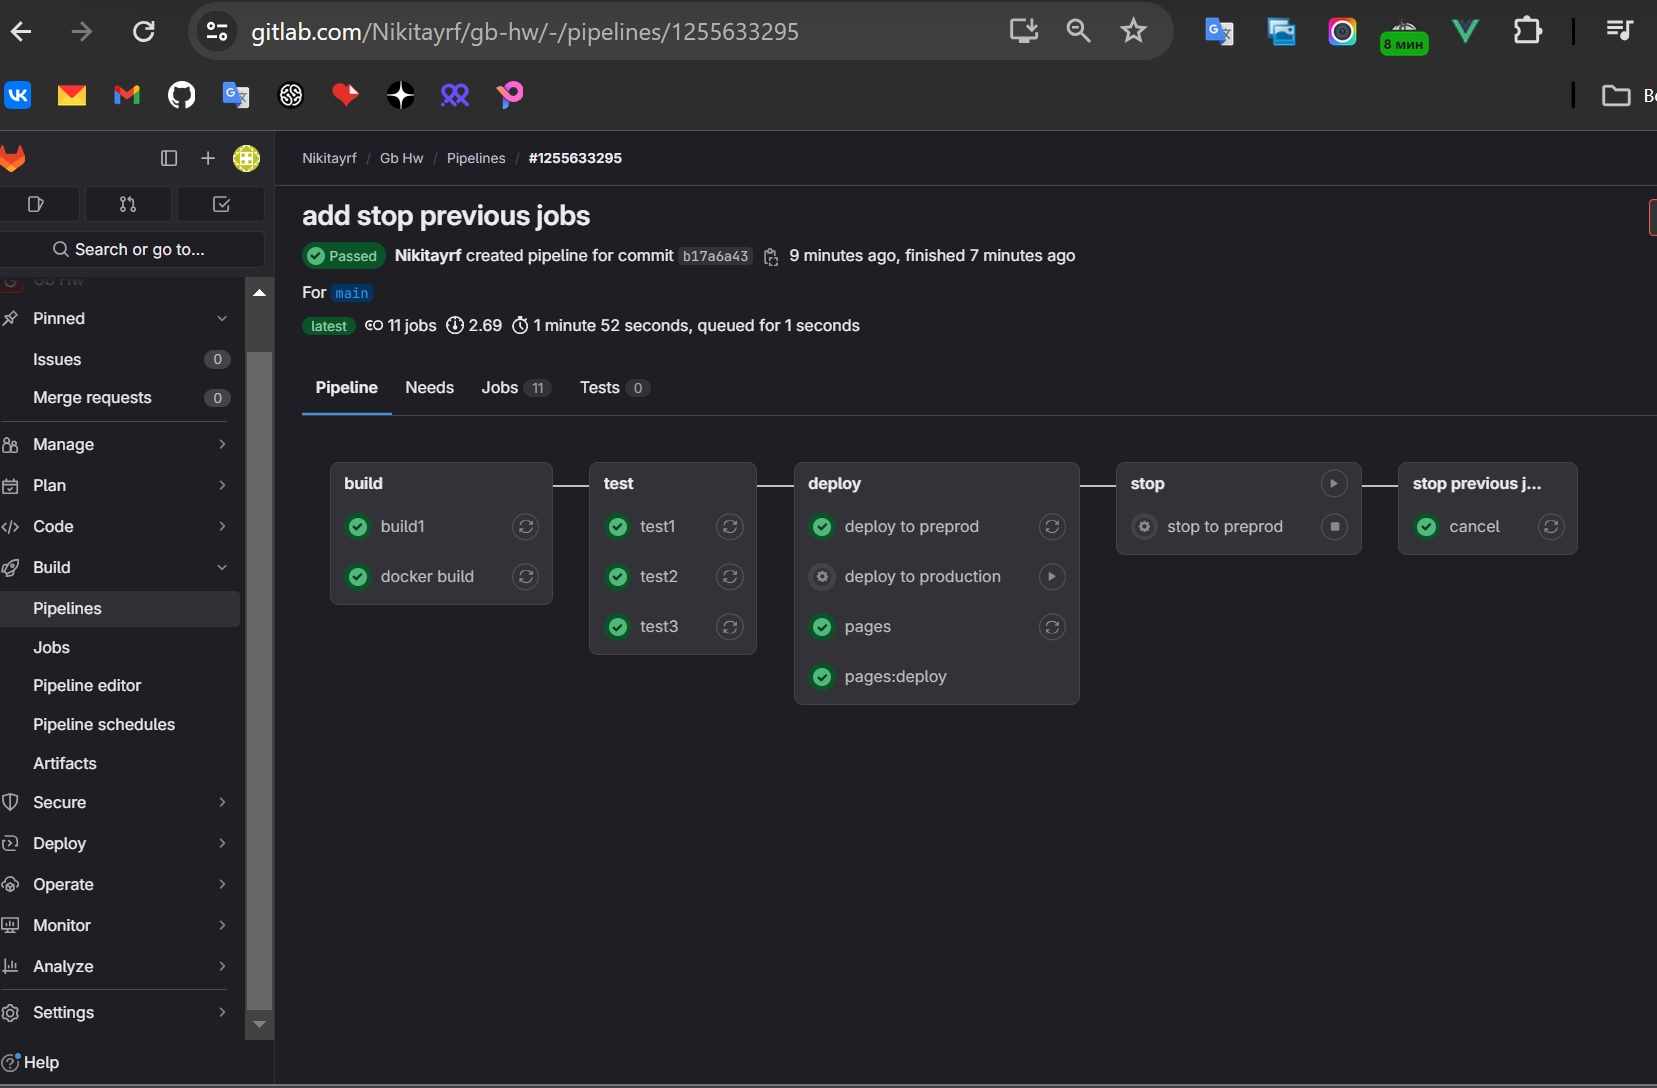 gitlab.com/Nikitayrf/gb-hw/-/pipelines/1255633295
8 мин
Nikitayrf / Gb Hw / Pipelines / #1255633295
Search or go to...
Pinned
Issues 0
Merge requests 0
Manage
Plan
Code
Build
Pipelines
Jobs
Pipeline editor
Pipeline schedules
Artifacts
Secure
Deploy
Operate
Monitor
Analyze
Settings
Help
add stop previous jobs
Passed Nikitayrf created pipeline for commit b17a6a43 9 minutes ago, finished 7 minutes ago
For main
latest 11 jobs 2.69 1 minute 52 seconds, queued for 1 seconds
Pipeline Needs Jobs 11 Tests 0
build
build1
docker build
test
test1
test2
test3
deploy
deploy to preprod
deploy to production
pages
pages:deploy
stop
stop to preprod
stop previous j...
cancel